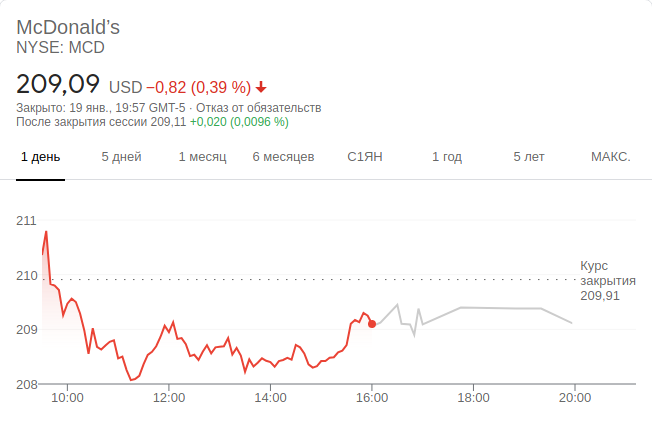 McDonald’s
NYSE: MCD
209,09 USD −0,82 (0,39 %)
Закрыто: 19 янв., 19:57 GMT-5 · Отказ от обязательств
После закрытия сессии 209,11 +0,020 (0,0096 %)
1 день 5 дней 1 месяц 6 месяцев С1ЯН 1 год 5 лет МАКС.
211
210
209
208
Курс
закрытия
209,91
10:00 12:00 14:00 16:00 18:00 20:00